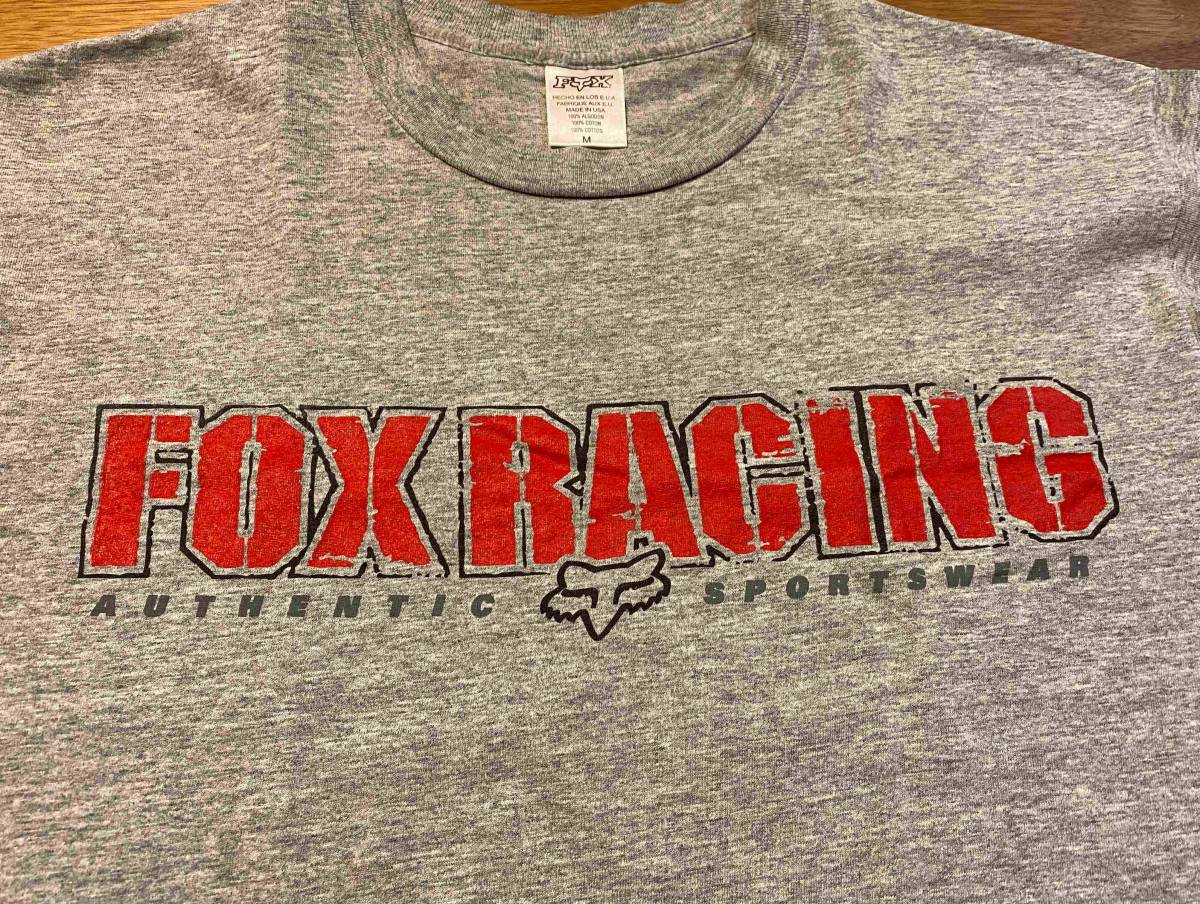 FOX
HECHO EN LOS E.U.A.
FABRIQUE AUX E.U.
MADE IN USA
100% ALGODON
100% COTON
100% COTTON
M
FOX RACING
AUTHENTIC SPORTSWEAR